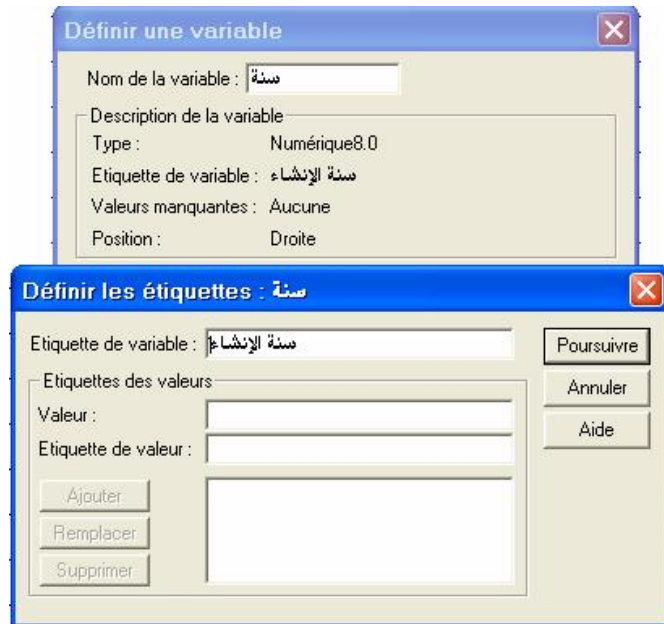 Définir une variable
Nom de la variable : سنة
Description de la variable
Type : Numérique8.0
Etiquette de variable : سنة الإنشاء
Valeurs manquantes : Aucune
Position : Droite
Définir les étiquettes : سنة
Etiquette de variable : سنة الإنشاء
Poursuivre
Etiquettes des valeurs
Annuler
Valeur :
Aide
Etiquette de valeur :
Ajouter
Remplacer
Supprimer